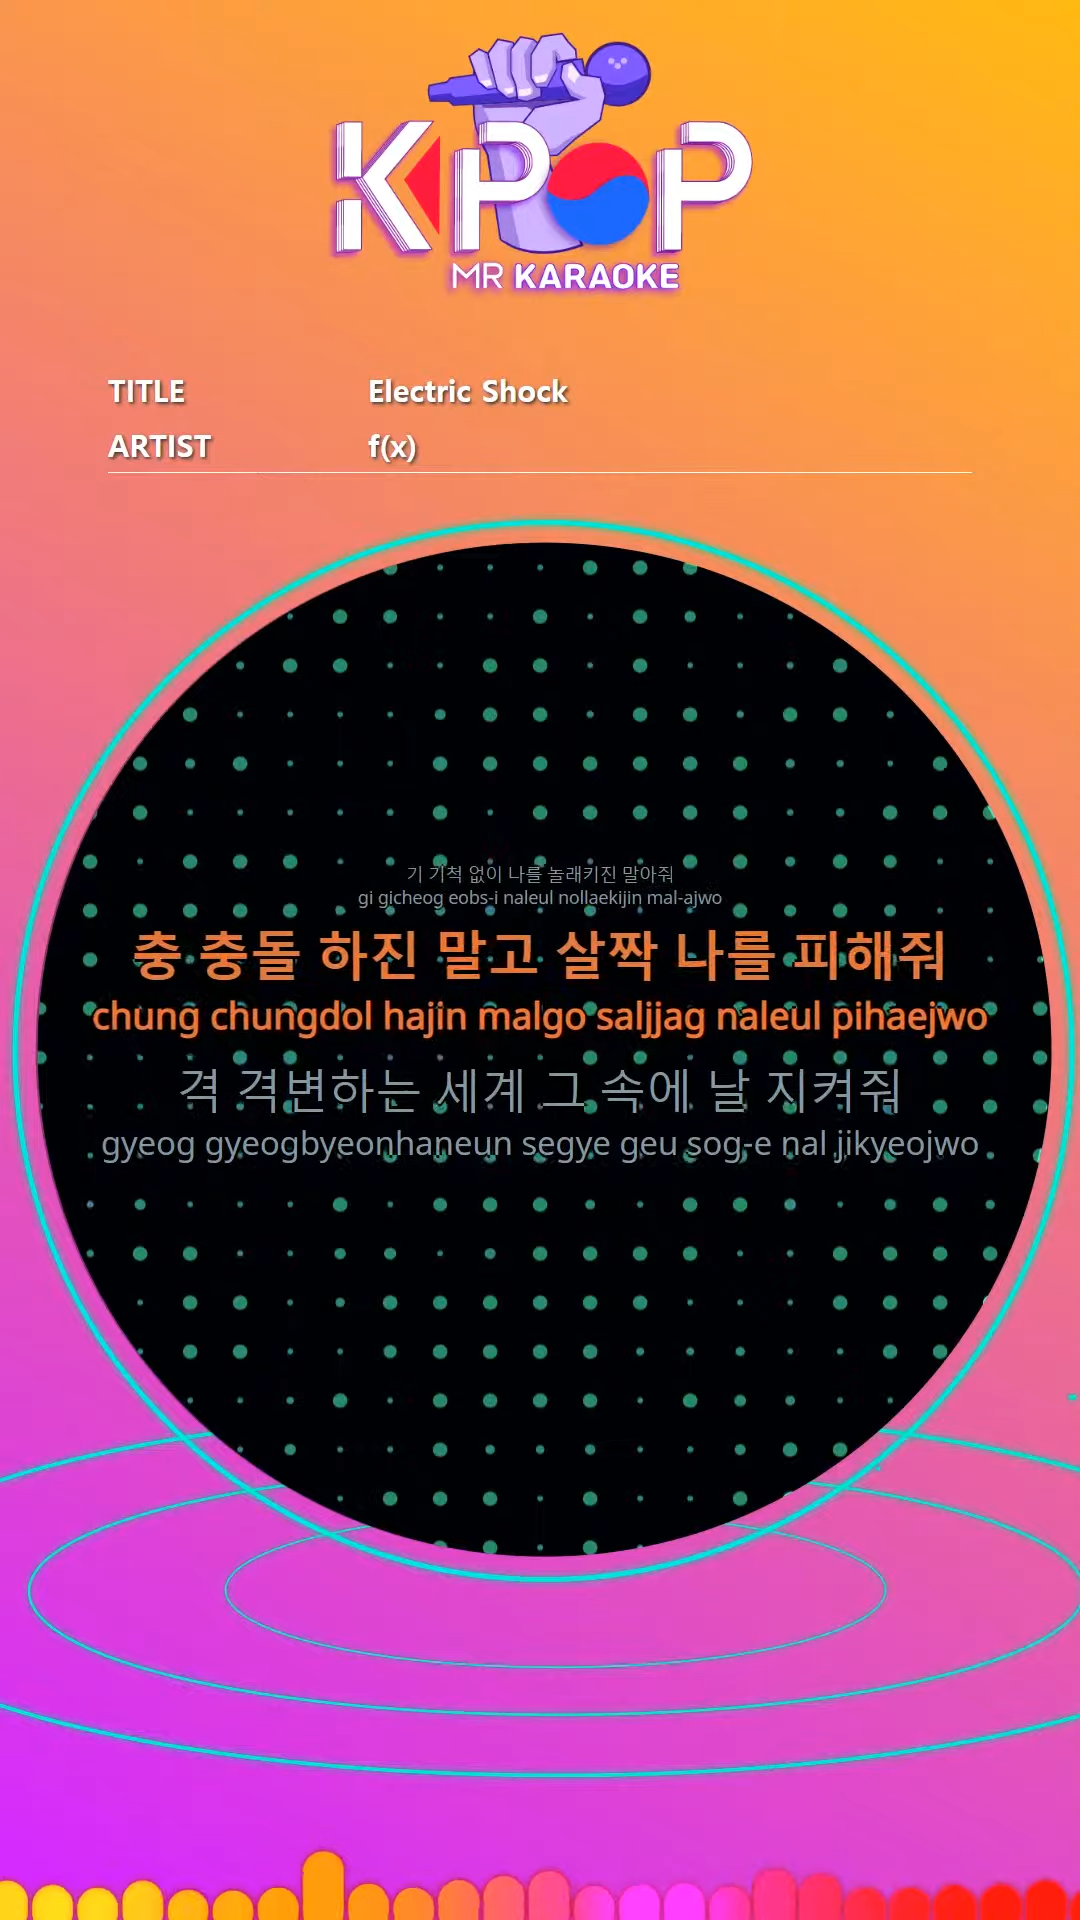 KPOP
MR KARAOKE
TITLE Electric Shock
ARTIST f(x)
기 기척 없이 나를 놀래키진 말아줘
gi gicheog eobs-i naleul nollaekijin mal-ajwo
충 충돌 하진 말고 살짝 나를 피해줘
chung chungdol hajin malgo saljjag naleul pihaejwo
격 격변하는 세계 그 속에 날 지켜줘
gyeog gyeogbyeonhaneun segye geu sog-e nal jikyeojwo